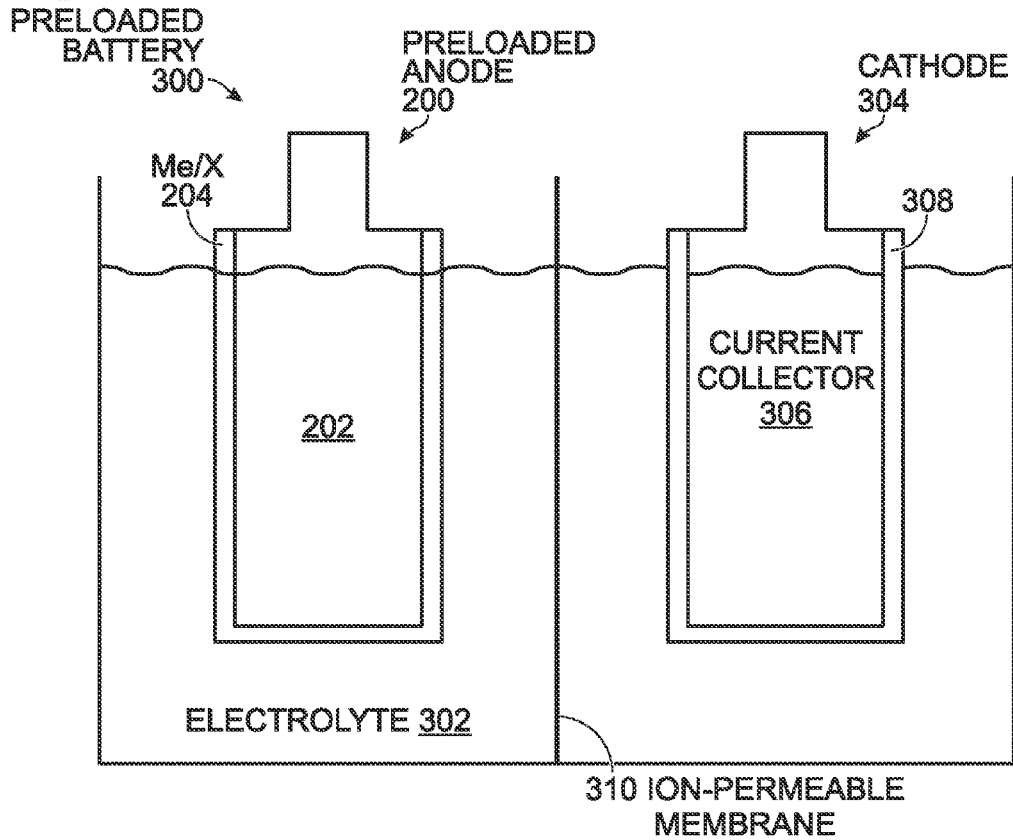 PRELOADED
BATTERY
300
PRELOADED
ANODE
200
CATHODE
304
Me/X
204
308
202
CURRENT
COLLECTOR
306
ELECTROLYTE 302
310 ION-PERMEABLE
MEMBRANE